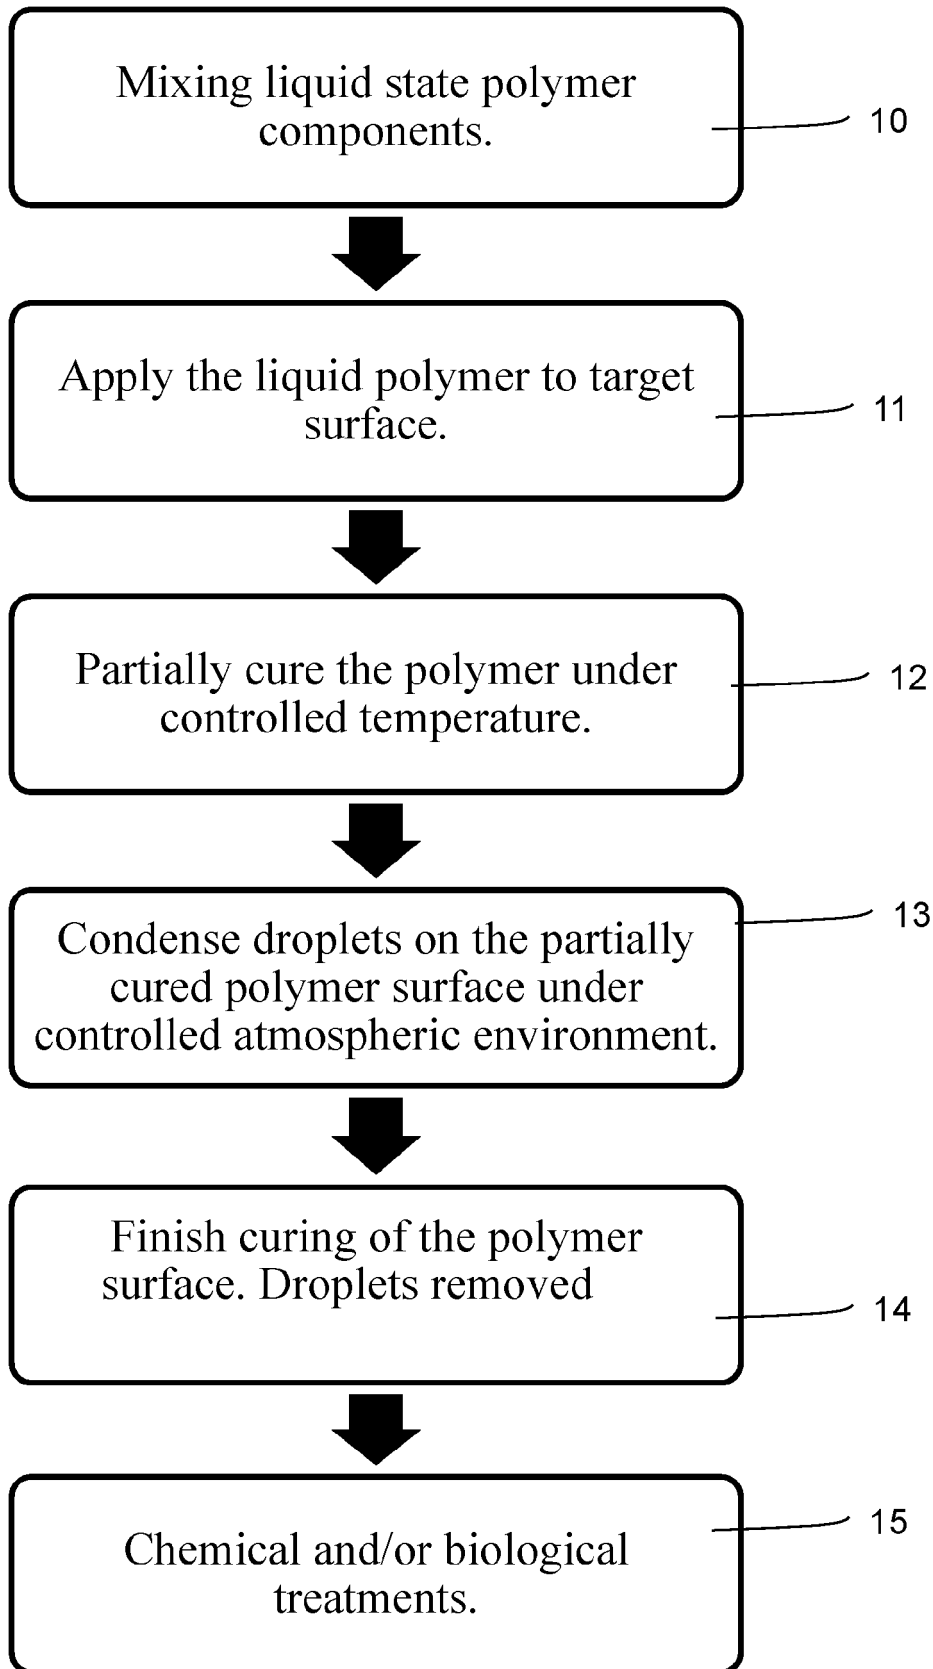 Mixing liquid state polymer
components.
10
Apply the liquid polymer to target
surface.
11
Partially cure the polymer under
controlled temperature.
12
Condense droplets on the partially
cured polymer surface under
controlled atmospheric environment.
13
Finish curing of the polymer
surface. Droplets removed
14
Chemical and/or biological
treatments.
15